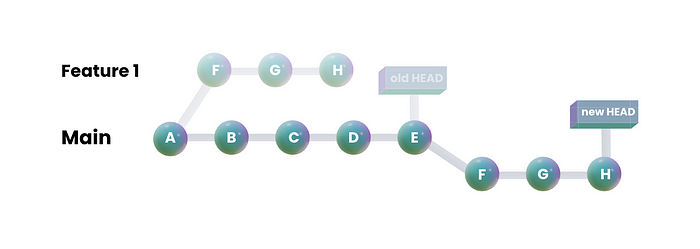 Feature 1
F G H
old HEAD
new HEAD
Main
A B C D E
F G H